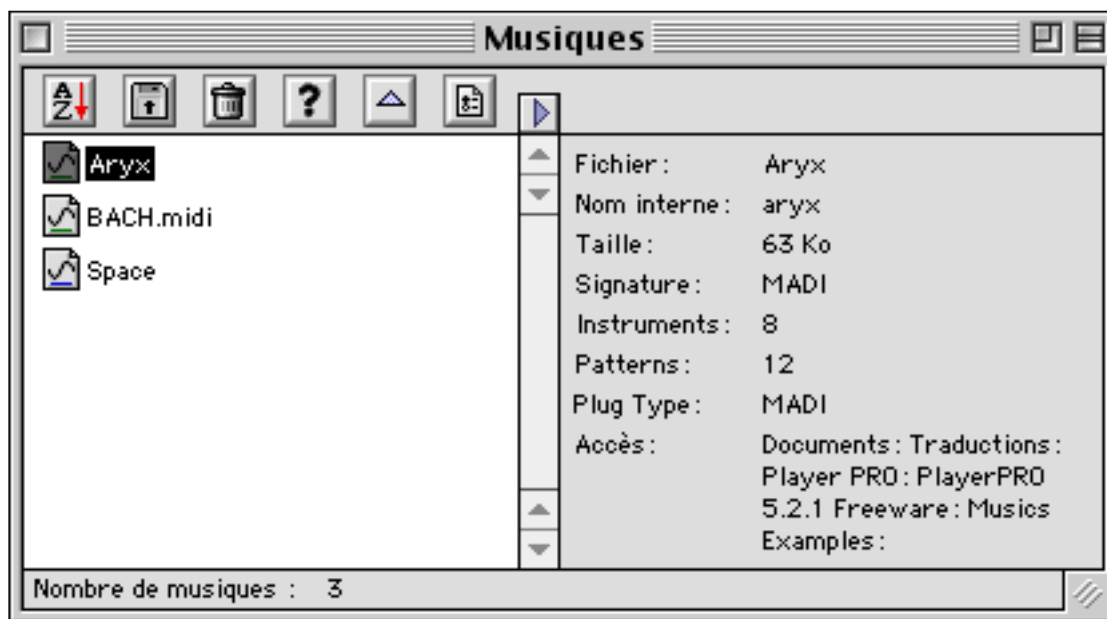 Musiques
Aryx
BACH.midi
Space
Fichier : Aryx
Nom interne : aryx
Taille : 63 Ko
Signature : MADI
Instruments : 8
Patterns : 12
Plug Type : MADI
Accès : Documents : Traductions :
Player PRO : PlayerPRO
5.2.1 Freeware : Musics
Examples :
Nombre de musiques : 3